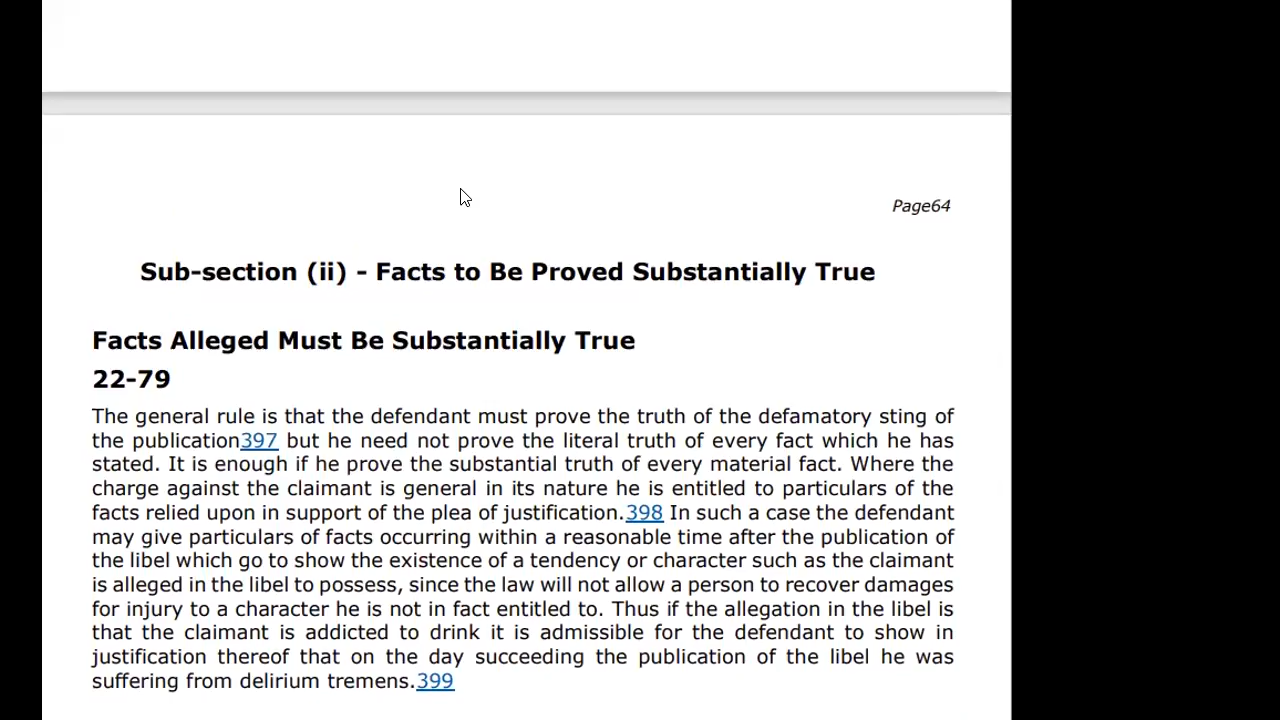 Page64
Sub-section (ii) - Facts to Be Proved Substantially True
Facts Alleged Must Be Substantially True
22-79
The general rule is that the defendant must prove the truth of the defamatory sting of
the publication397 but he need not prove the literal truth of every fact which he has
stated. It is enough if he prove the substantial truth of every material fact. Where the
charge against the claimant is general in its nature he is entitled to particulars of the
facts relied upon in support of the plea of justification.398 In such a case the defendant
may give particulars of facts occurring within a reasonable time after the publication of
the libel which go to show the existence of a tendency or character such as the claimant
is alleged in the libel to possess, since the law will not allow a person to recover damages
for injury to a character he is not in fact entitled to. Thus if the allegation in the libel is
that the claimant is addicted to drink it is admissible for the defendant to show in
justification thereof that on the day succeeding the publication of the libel he was
suffering from delirium tremens.399